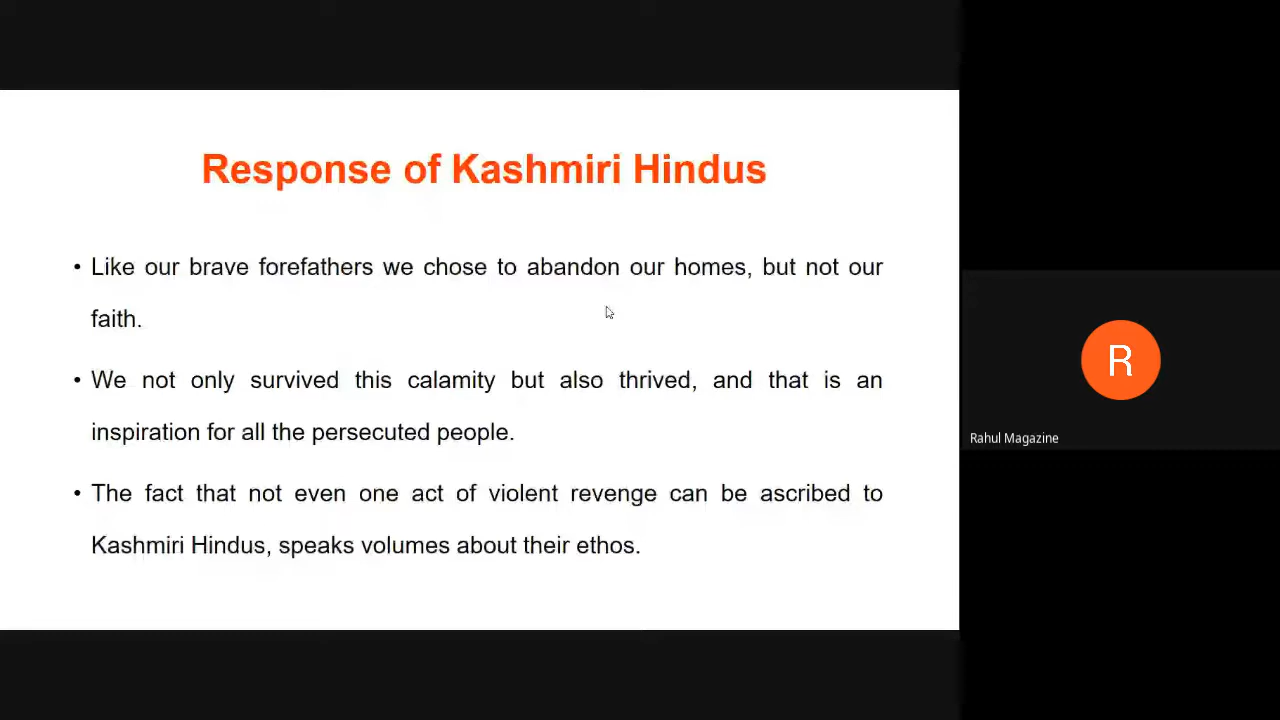 Response of Kashmiri Hindus
• Like our brave forefathers we chose to abandon our homes, but not our
faith.
• We not only survived this calamity but also thrived, and that is an
inspiration for all the persecuted people.
• The fact that not even one act of violent revenge can be ascribed to
Kashmiri Hindus, speaks volumes about their ethos.
R
Rahul Magazine